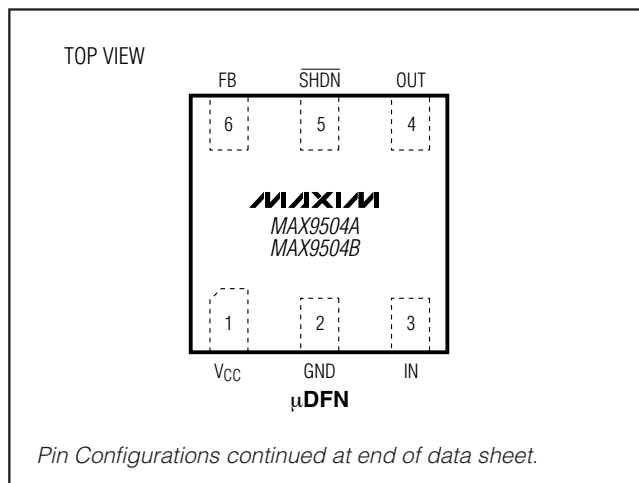 TOP VIEW
FB SHDN OUT
6 5 4
MAXIM
MAX9504A
MAX9504B
1 2 3
VCC GND IN
μDFN
Pin Configurations continued at end of data sheet.